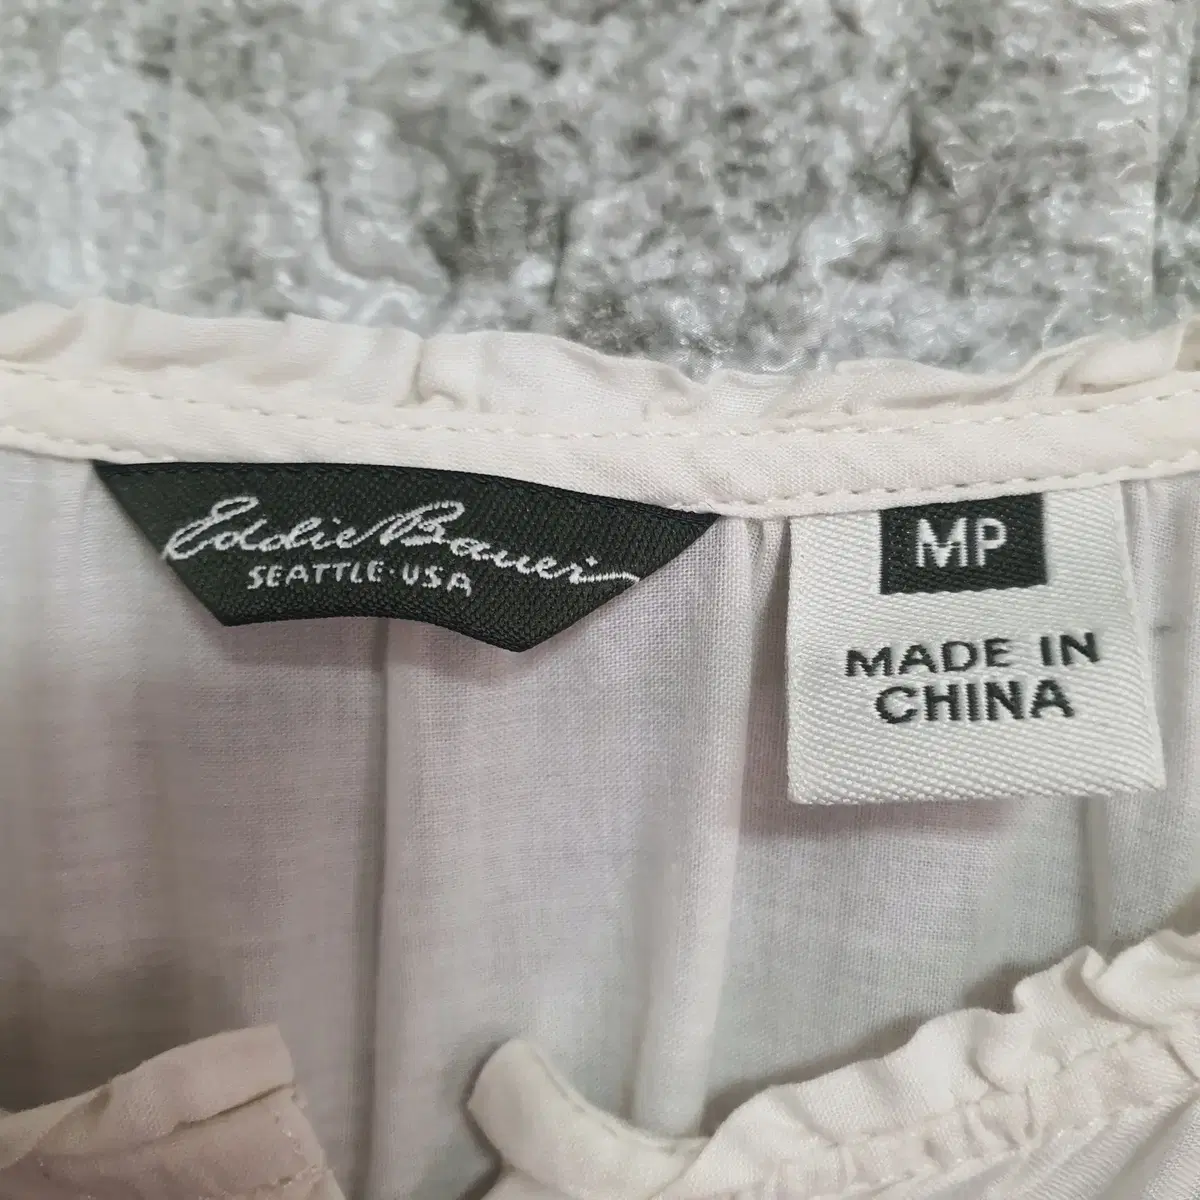 Eddie Bauer
SEATTLE·USA
MP
MADE IN
CHINA